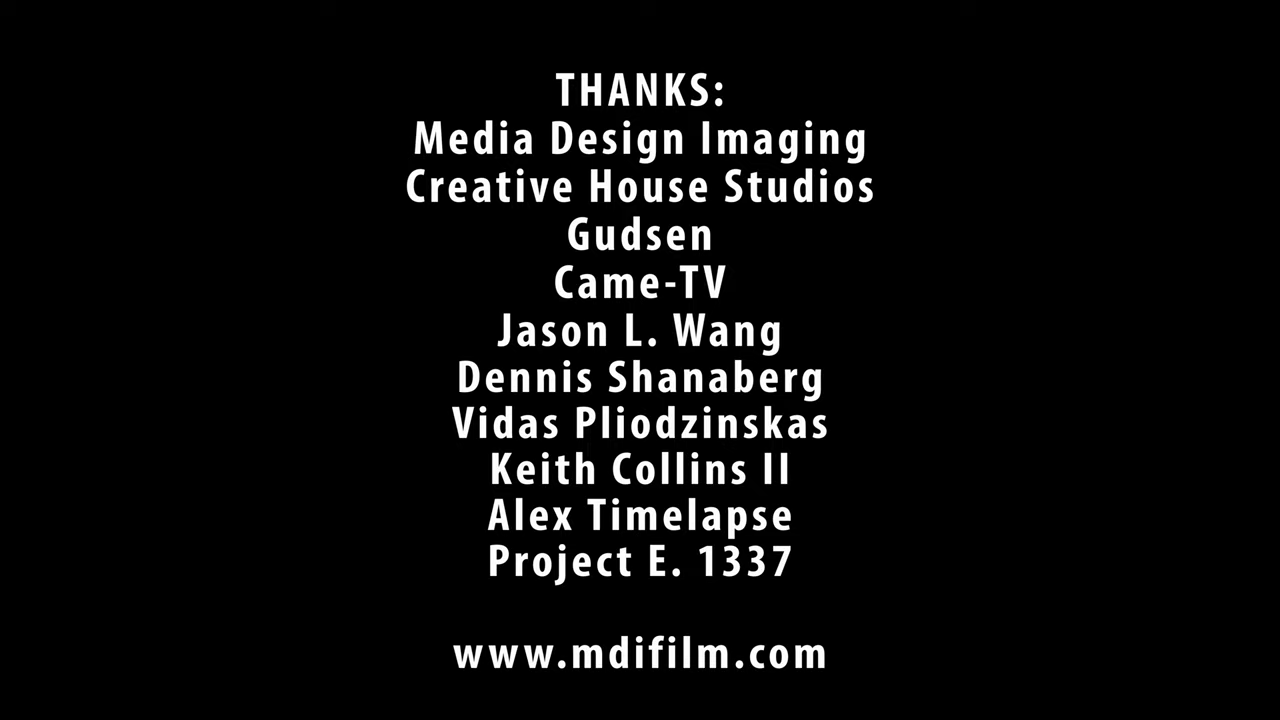 THANKS:
Media Design Imaging
Creative House Studios
Gudsen
Came-TV
Jason L. Wang
Dennis Shanaberg
Vidas Pliodzinskas
Keith Collins II
Alex Timelapse
Project E. 1337
www.mdifilm.com